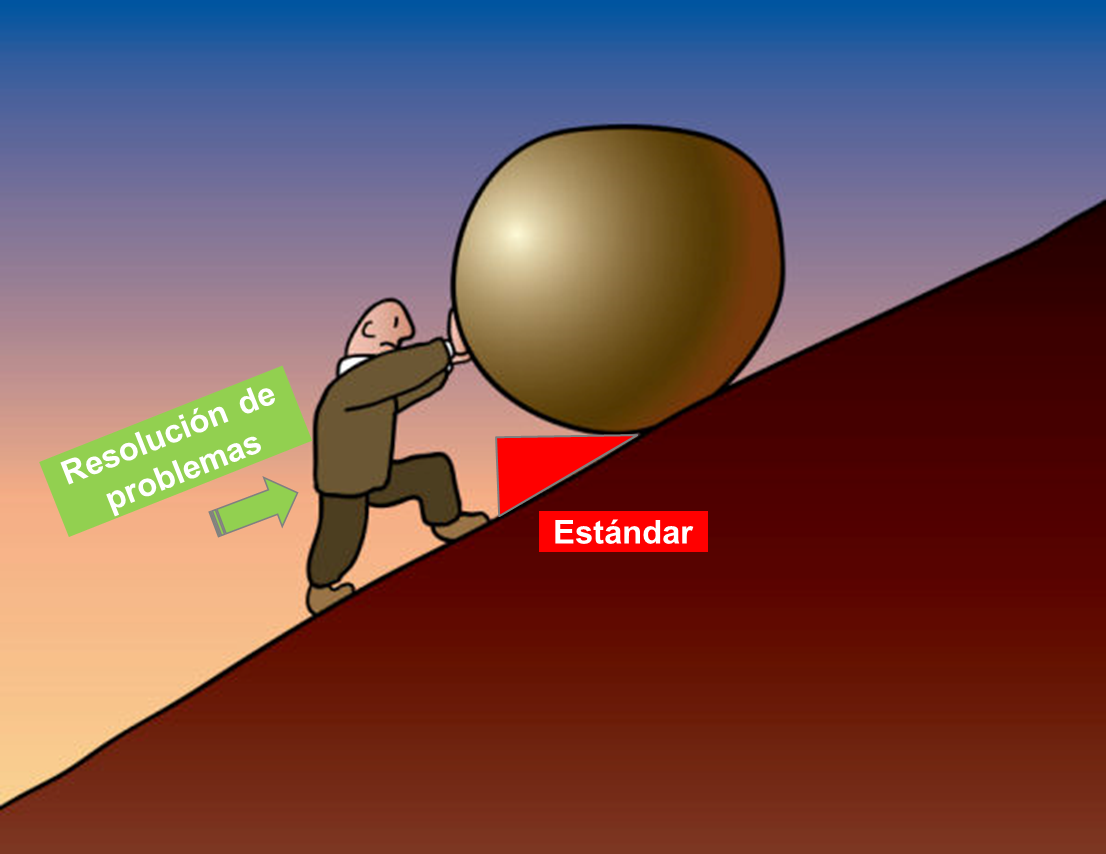 Resolución de
problemas
Estándar